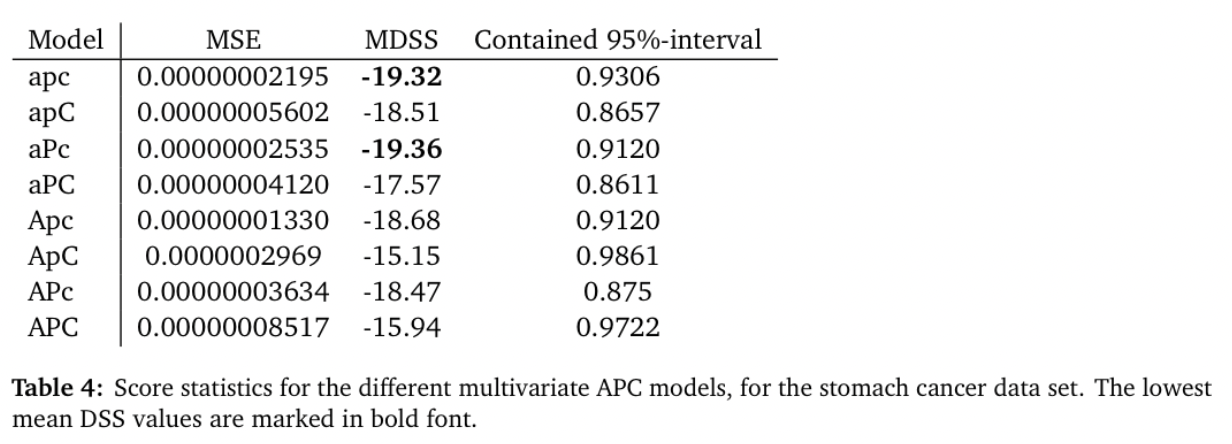 Model MSE MDSS Contained 95%-interval
apc 0.00000002195 -19.32 0.9306
apC 0.00000005602 -18.51 0.8657
aPc 0.00000002535 -19.36 0.9120
aPC 0.00000004120 -17.57 0.8611
Apc 0.00000001330 -18.68 0.9120
ApC 0.0000002969 -15.15 0.9861
APc 0.00000003634 -18.47 0.875
APC 0.00000008517 -15.94 0.9722
Table 4: Score statistics for the different multivariate APC models, for the stomach cancer data set. The lowest
mean DSS values are marked in bold font.